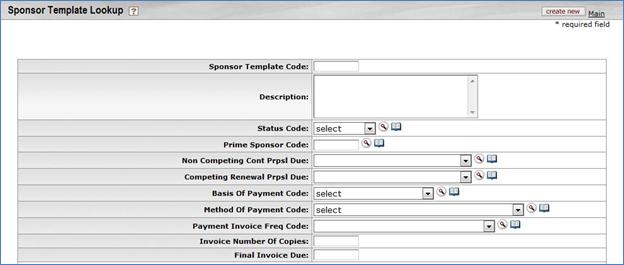 Sponsor Template Lookup ?
create new Main
* required field
Sponsor Template Code:
Description:
Status Code: select
Prime Sponsor Code:
Non Competing Cont Prpsl Due:
Competing Renewal Prpsl Due:
Basis Of Payment Code: select
Method Of Payment Code: select
Payment Invoice Freq Code:
Invoice Number Of Copies:
Final Invoice Due: